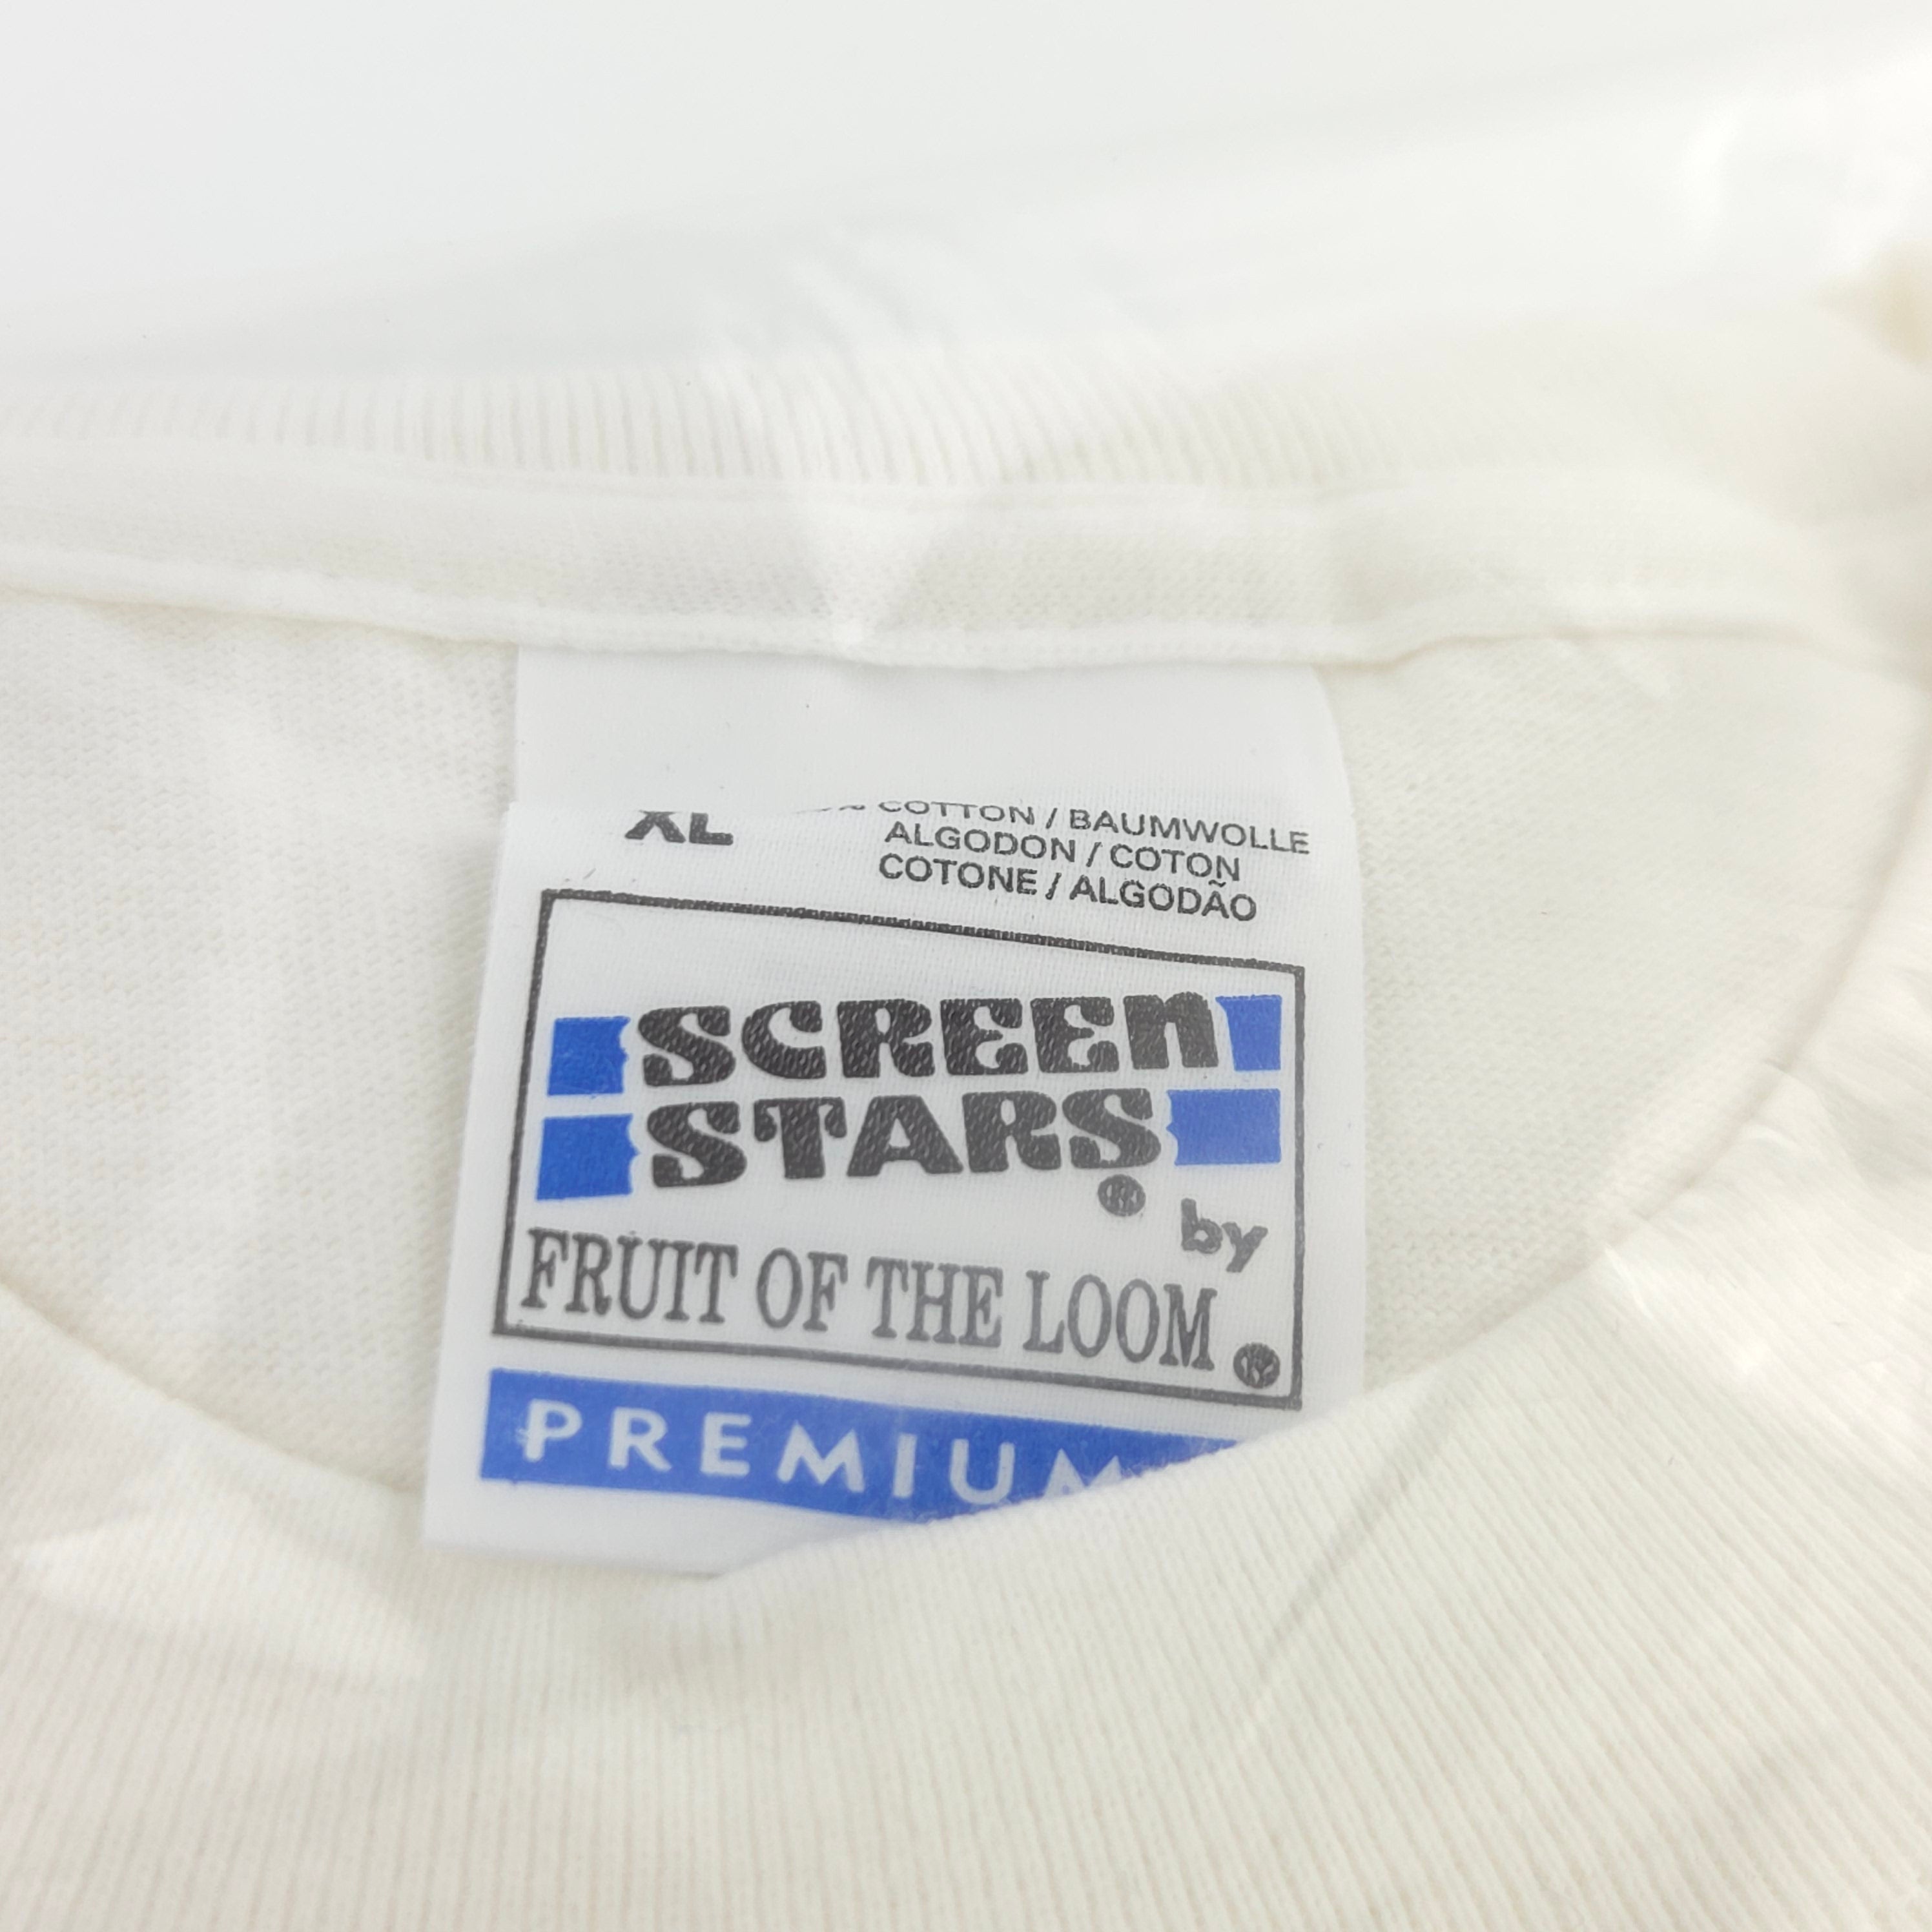 XL
COTTON / BAUMWOLLE
ALGODON / COTON
COTONE / ALGODÃO
SCREEN
STARS®
by
FRUIT OF THE LOOM®
PREMIUM